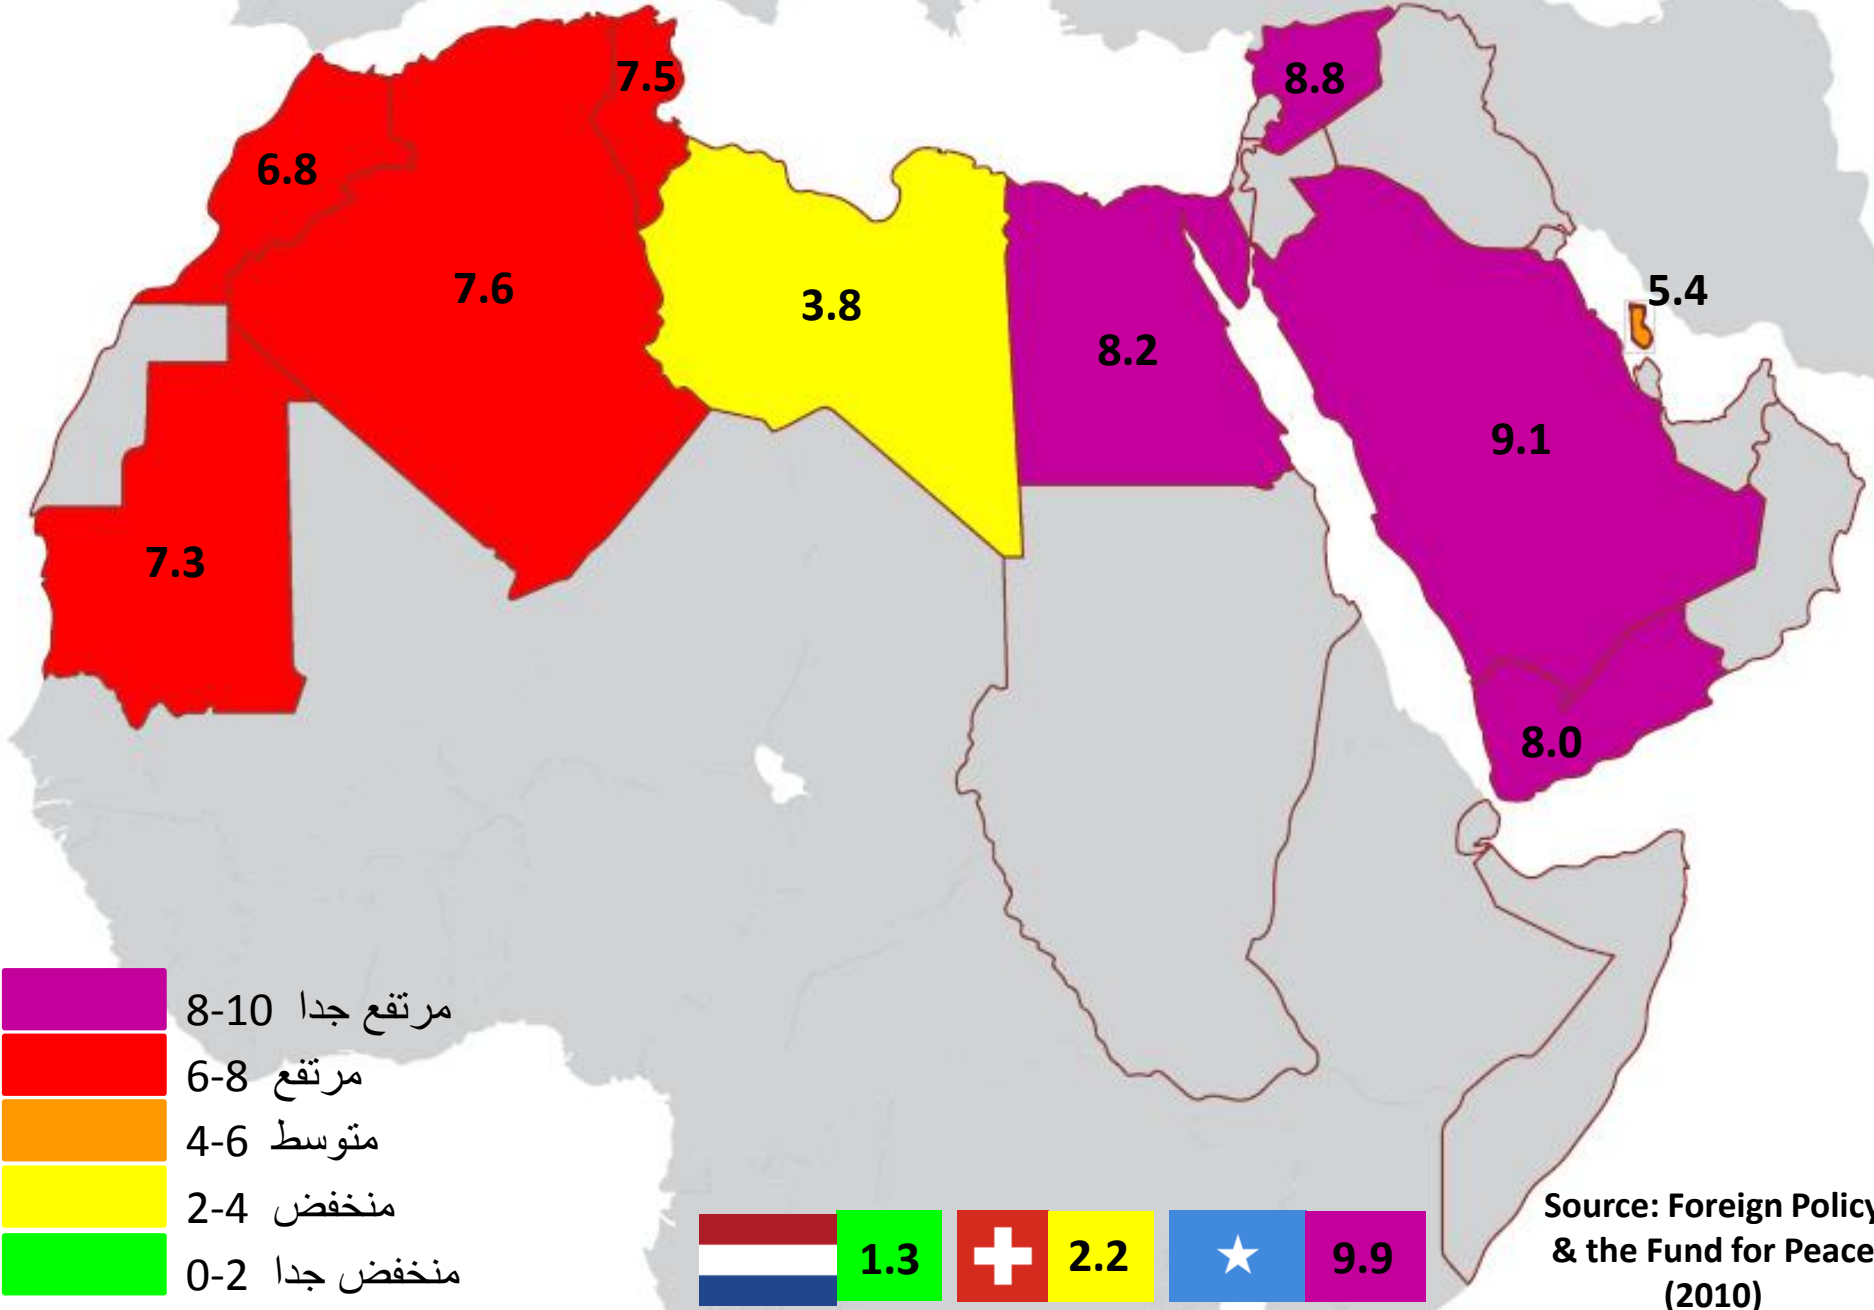 7.5
8.8
6.8
7.6
3.8
5.4
8.2
9.1
7.3
8.0
مرتفع جدا 8-10
مرتفع 6-8
متوسط 4-6
منخفض 2-4
منخفض جدا 0-2
1.3
2.2
9.9
Source: Foreign Policy
& the Fund for Peace
(2010)